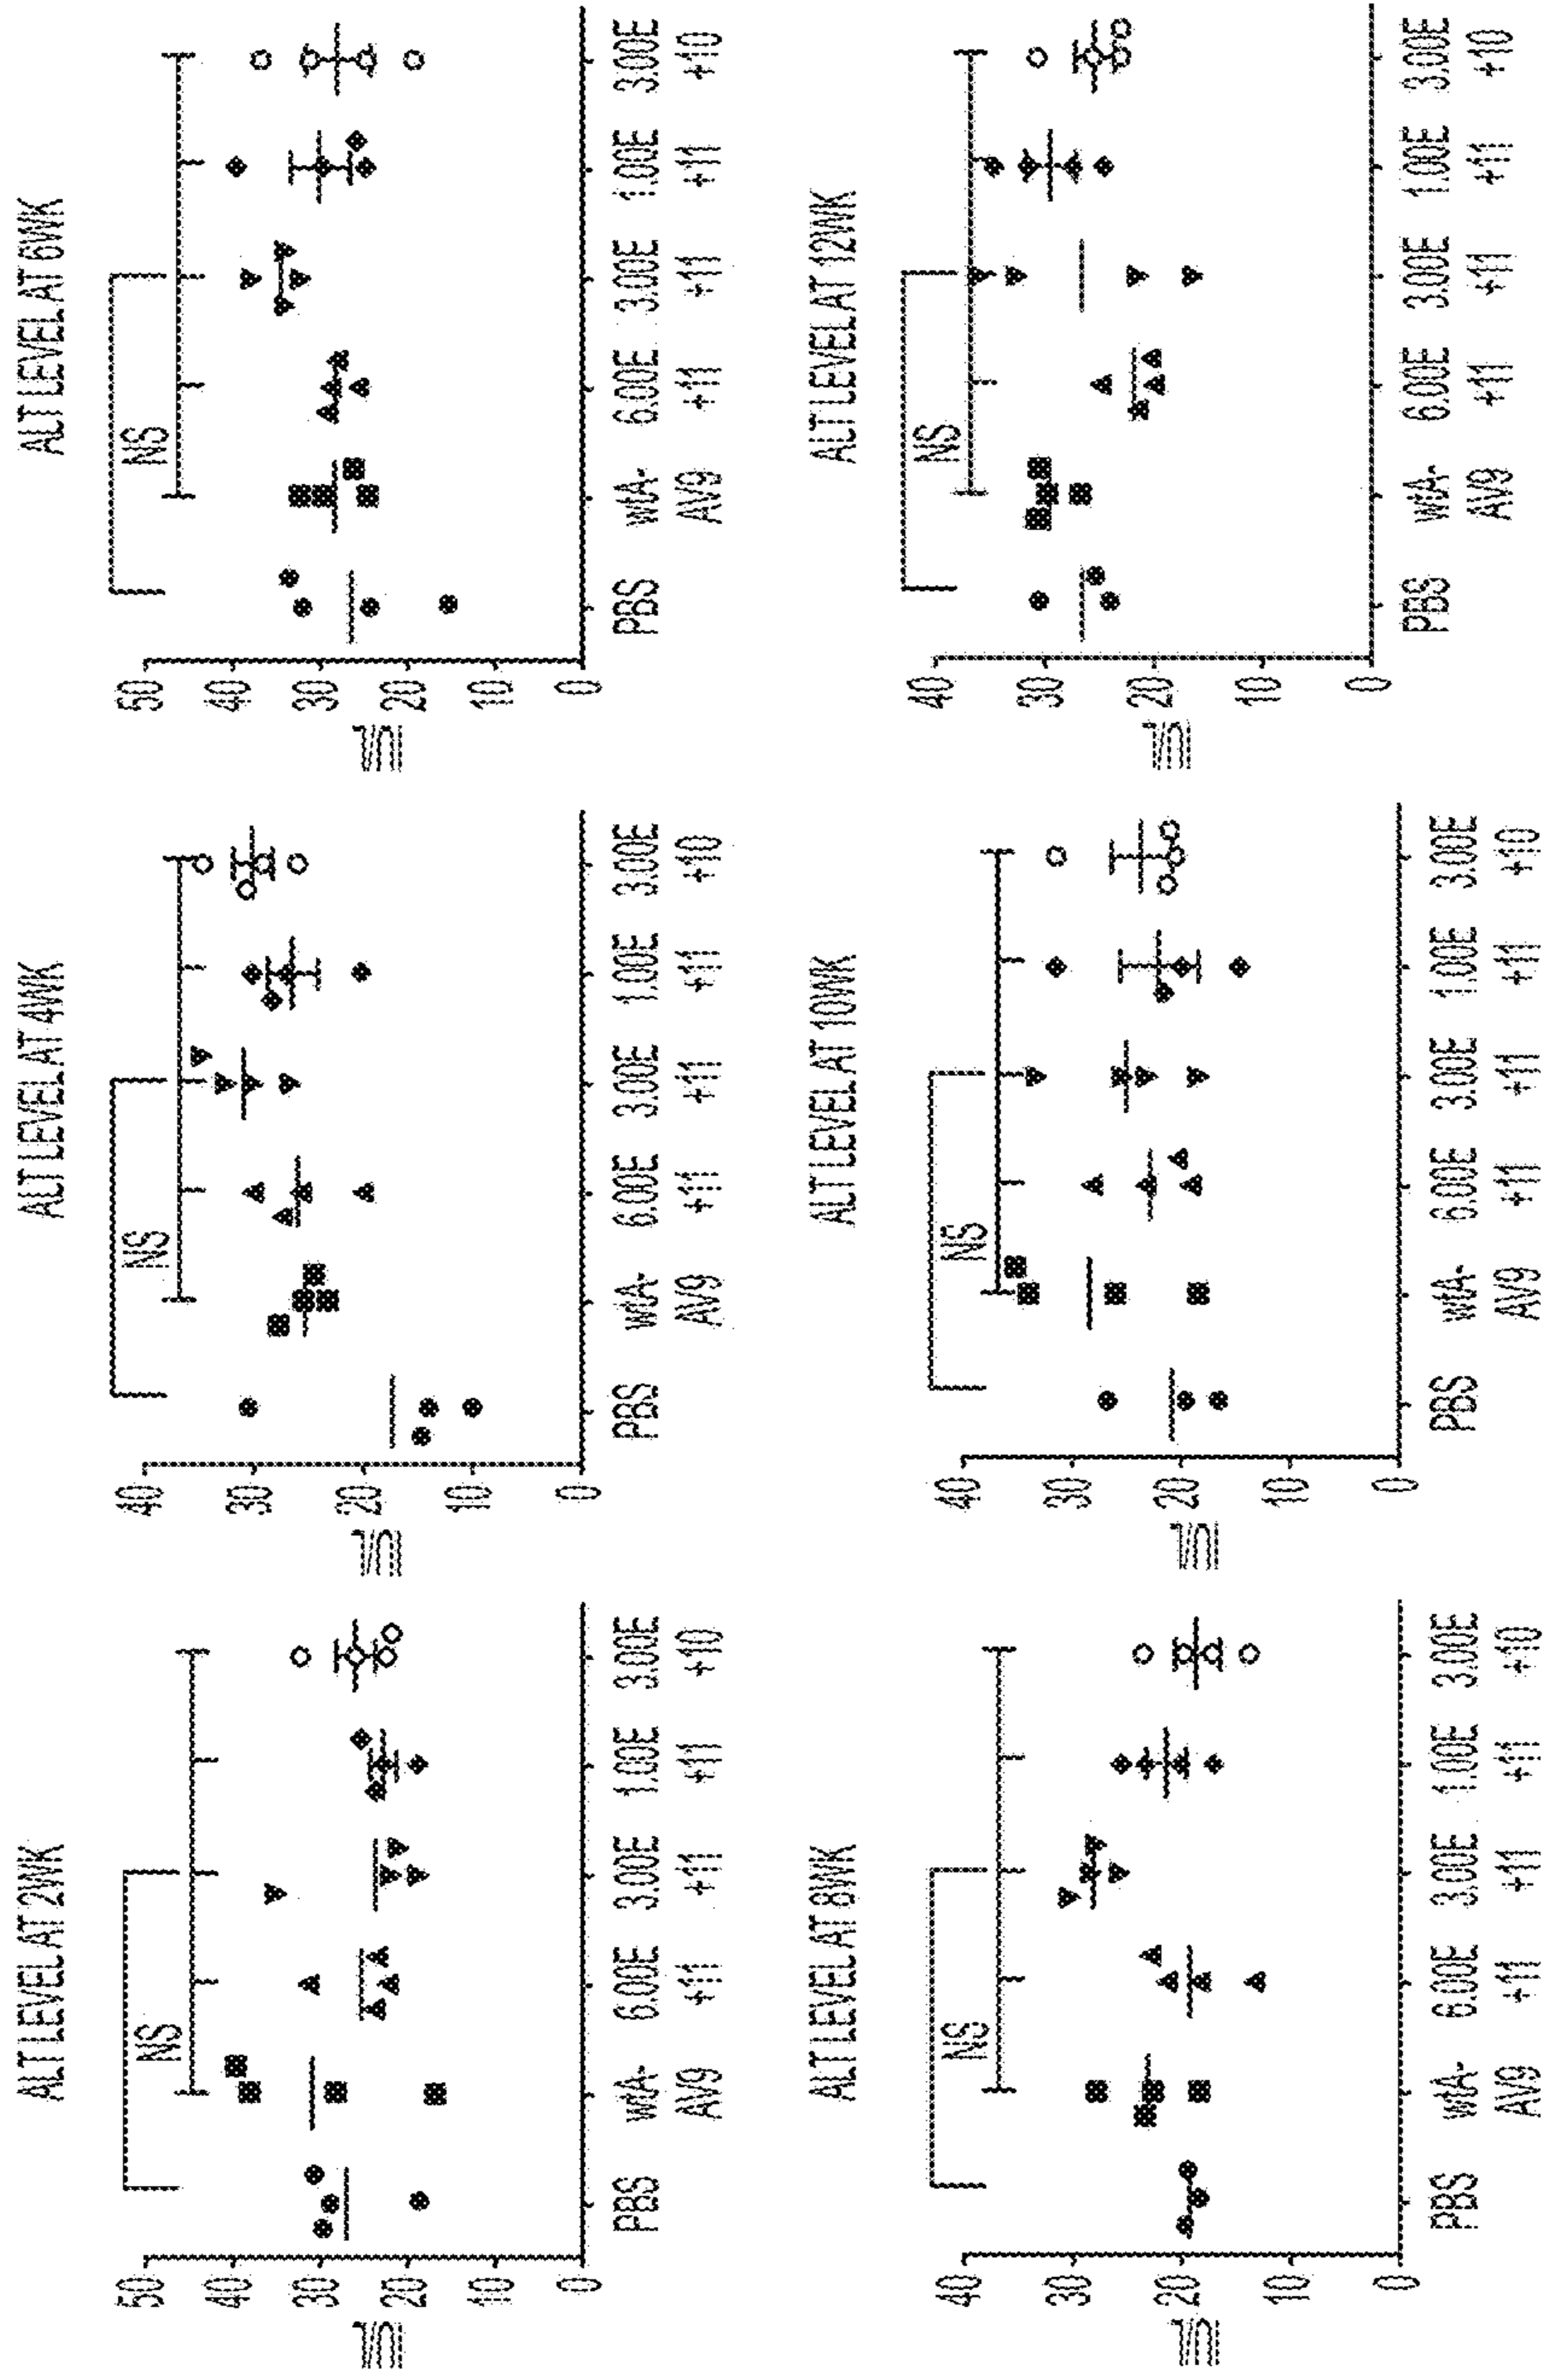 ALT LEVEL AT 2WK
NS
50
40
30
20
10
0
IU/L
PBS wtA- 6.00E 3.00E 1.00E 3.00E
AV9 +11 +11 +11 +10
ALT LEVEL AT 4WK
NS
40
30
20
10
0
IU/L
PBS wtA- 6.00E 3.00E 1.00E 3.00E
AV9 +11 +11 +11 +10
ALT LEVEL AT 6WK
NS
50
40
30
20
10
0
IU/L
PBS wtA- 6.00E 3.00E 1.00E 3.00E
AV9 +11 +11 +11 +10
ALT LEVEL AT 8WK
NS
40
30
20
10
0
IU/L
PBS wtA- 6.00E 3.00E 1.00E 3.00E
AV9 +11 +11 +11 +10
ALT LEVEL AT 10WK
NS
40
30
20
10
0
IU/L
PBS wtA- 6.00E 3.00E 1.00E 3.00E
AV9 +11 +11 +11 +10
ALT LEVEL AT 12WK
NS
40
30
20
10
0
IU/L
PBS wtA- 6.00E 3.00E 1.00E 3.00E
AV9 +11 +11 +11 +10